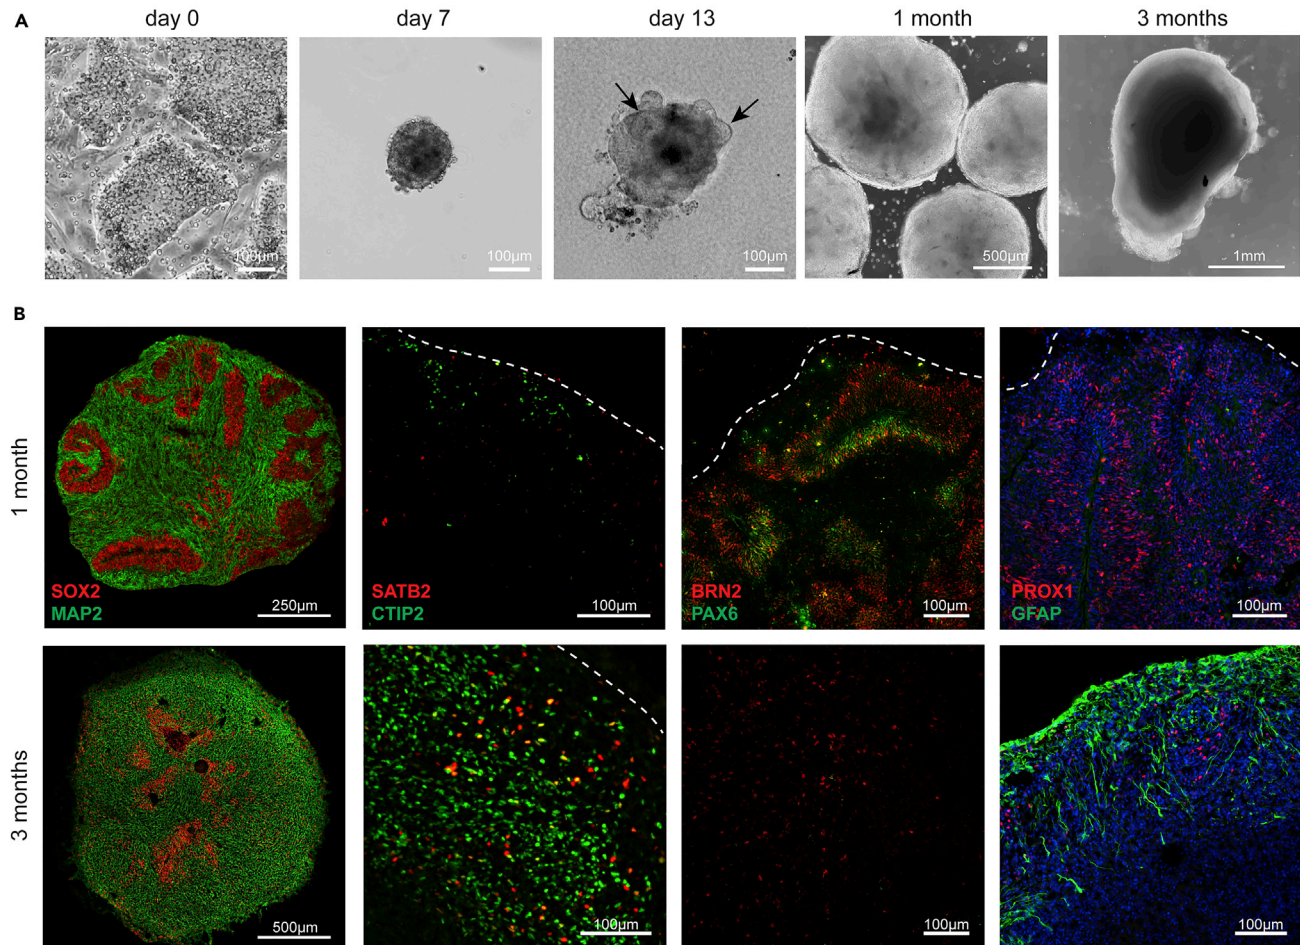 A
day 0
day 7
day 13
1 month
3 months
100µm
100µm
100µm
500µm
1mm
B
1 month
SOX2
MAP2
250µm
SATB2
CTIP2
100µm
BRN2
PAX6
100µm
PROX1
GFAP
100µm
3 months
500µm
100µm
100µm
100µm